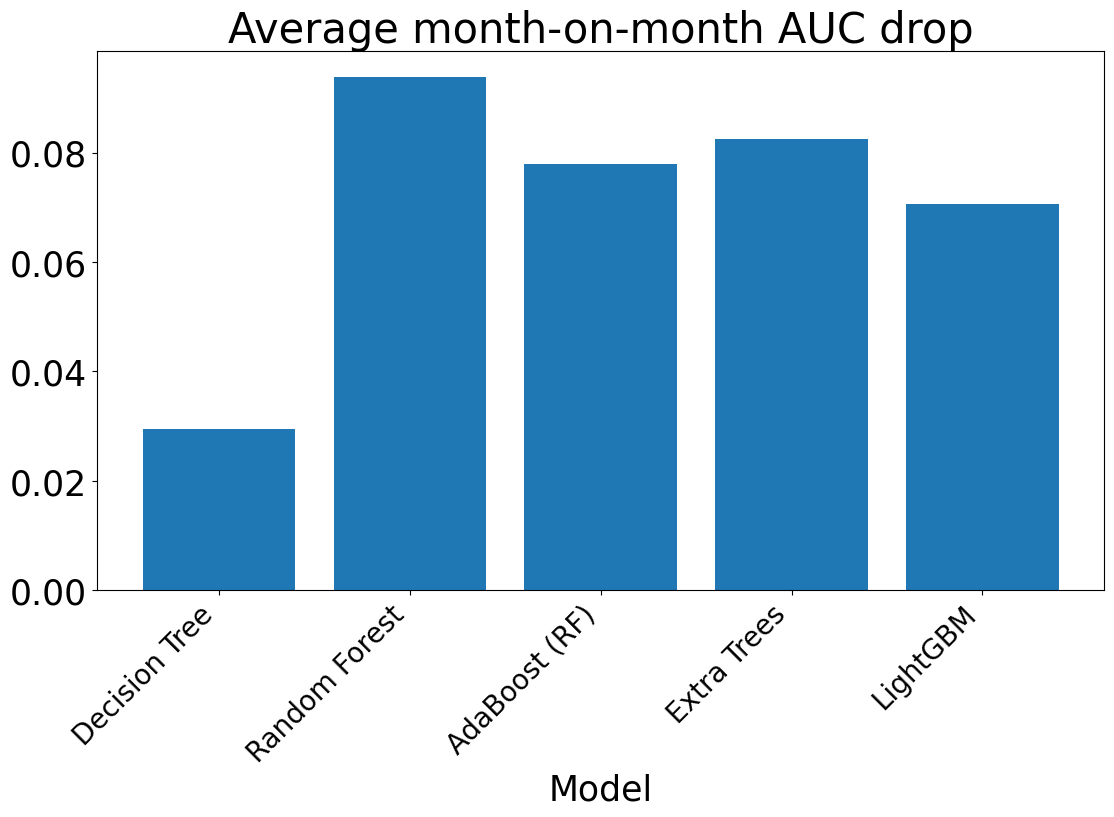 Average month-on-month AUC drop
0.08
0.06
0.04
0.02
0.00
Decision Tree
Random Forest
AdaBoost (RF)
Extra Trees
LightGBM
Model